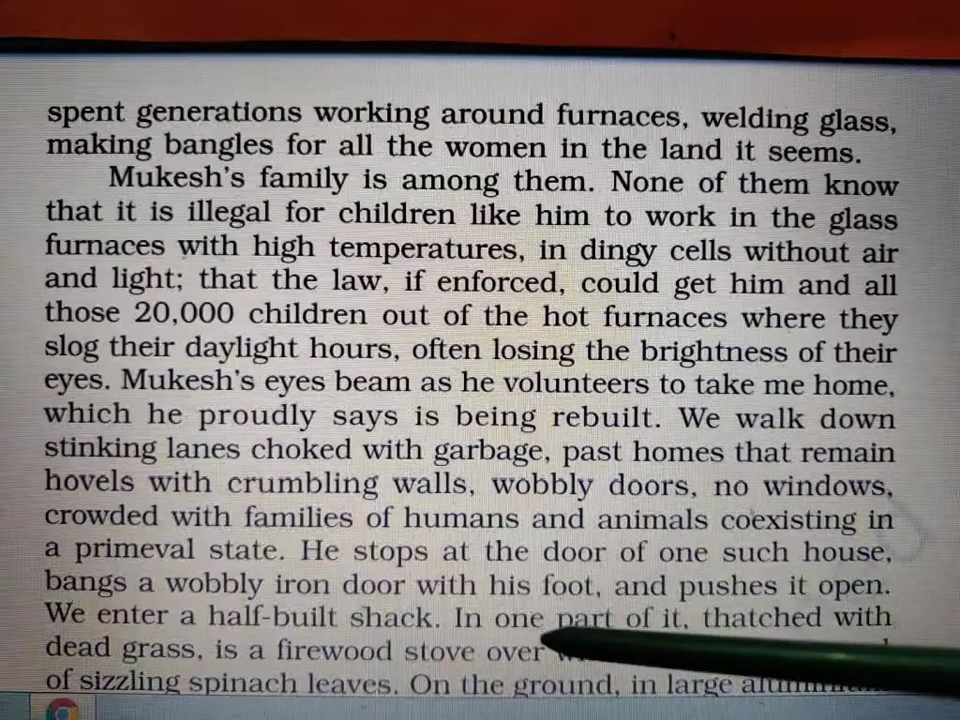 spent generations working around furnaces, welding glass,
making bangles for all the women in the land it seems.
Mukesh's family is among them. None of them know
that it is illegal for children like him to work in the glass
furnaces with high temperatures, in dingy cells without air
and light; that the law, if enforced, could get him and all
those 20,000 children out of the hot furnaces where they
slog their daylight hours, often losing the brightness of their
eyes. Mukesh's eyes beam as he volunteers to take me home,
which he proudly says is being rebuilt. We walk down
stinking lanes choked with garbage, past homes that remain
hovels with crumbling walls, wobbly doors, no windows,
crowded with families of humans and animals coexisting in
a primeval state. He stops at the door of one such house,
bangs a wobbly iron door with his foot, and pushes it open.
We enter a half-built shack. In one part of it, thatched with
dead grass, is a firewood stove over
of sizzling spinach leaves. On the ground, in large